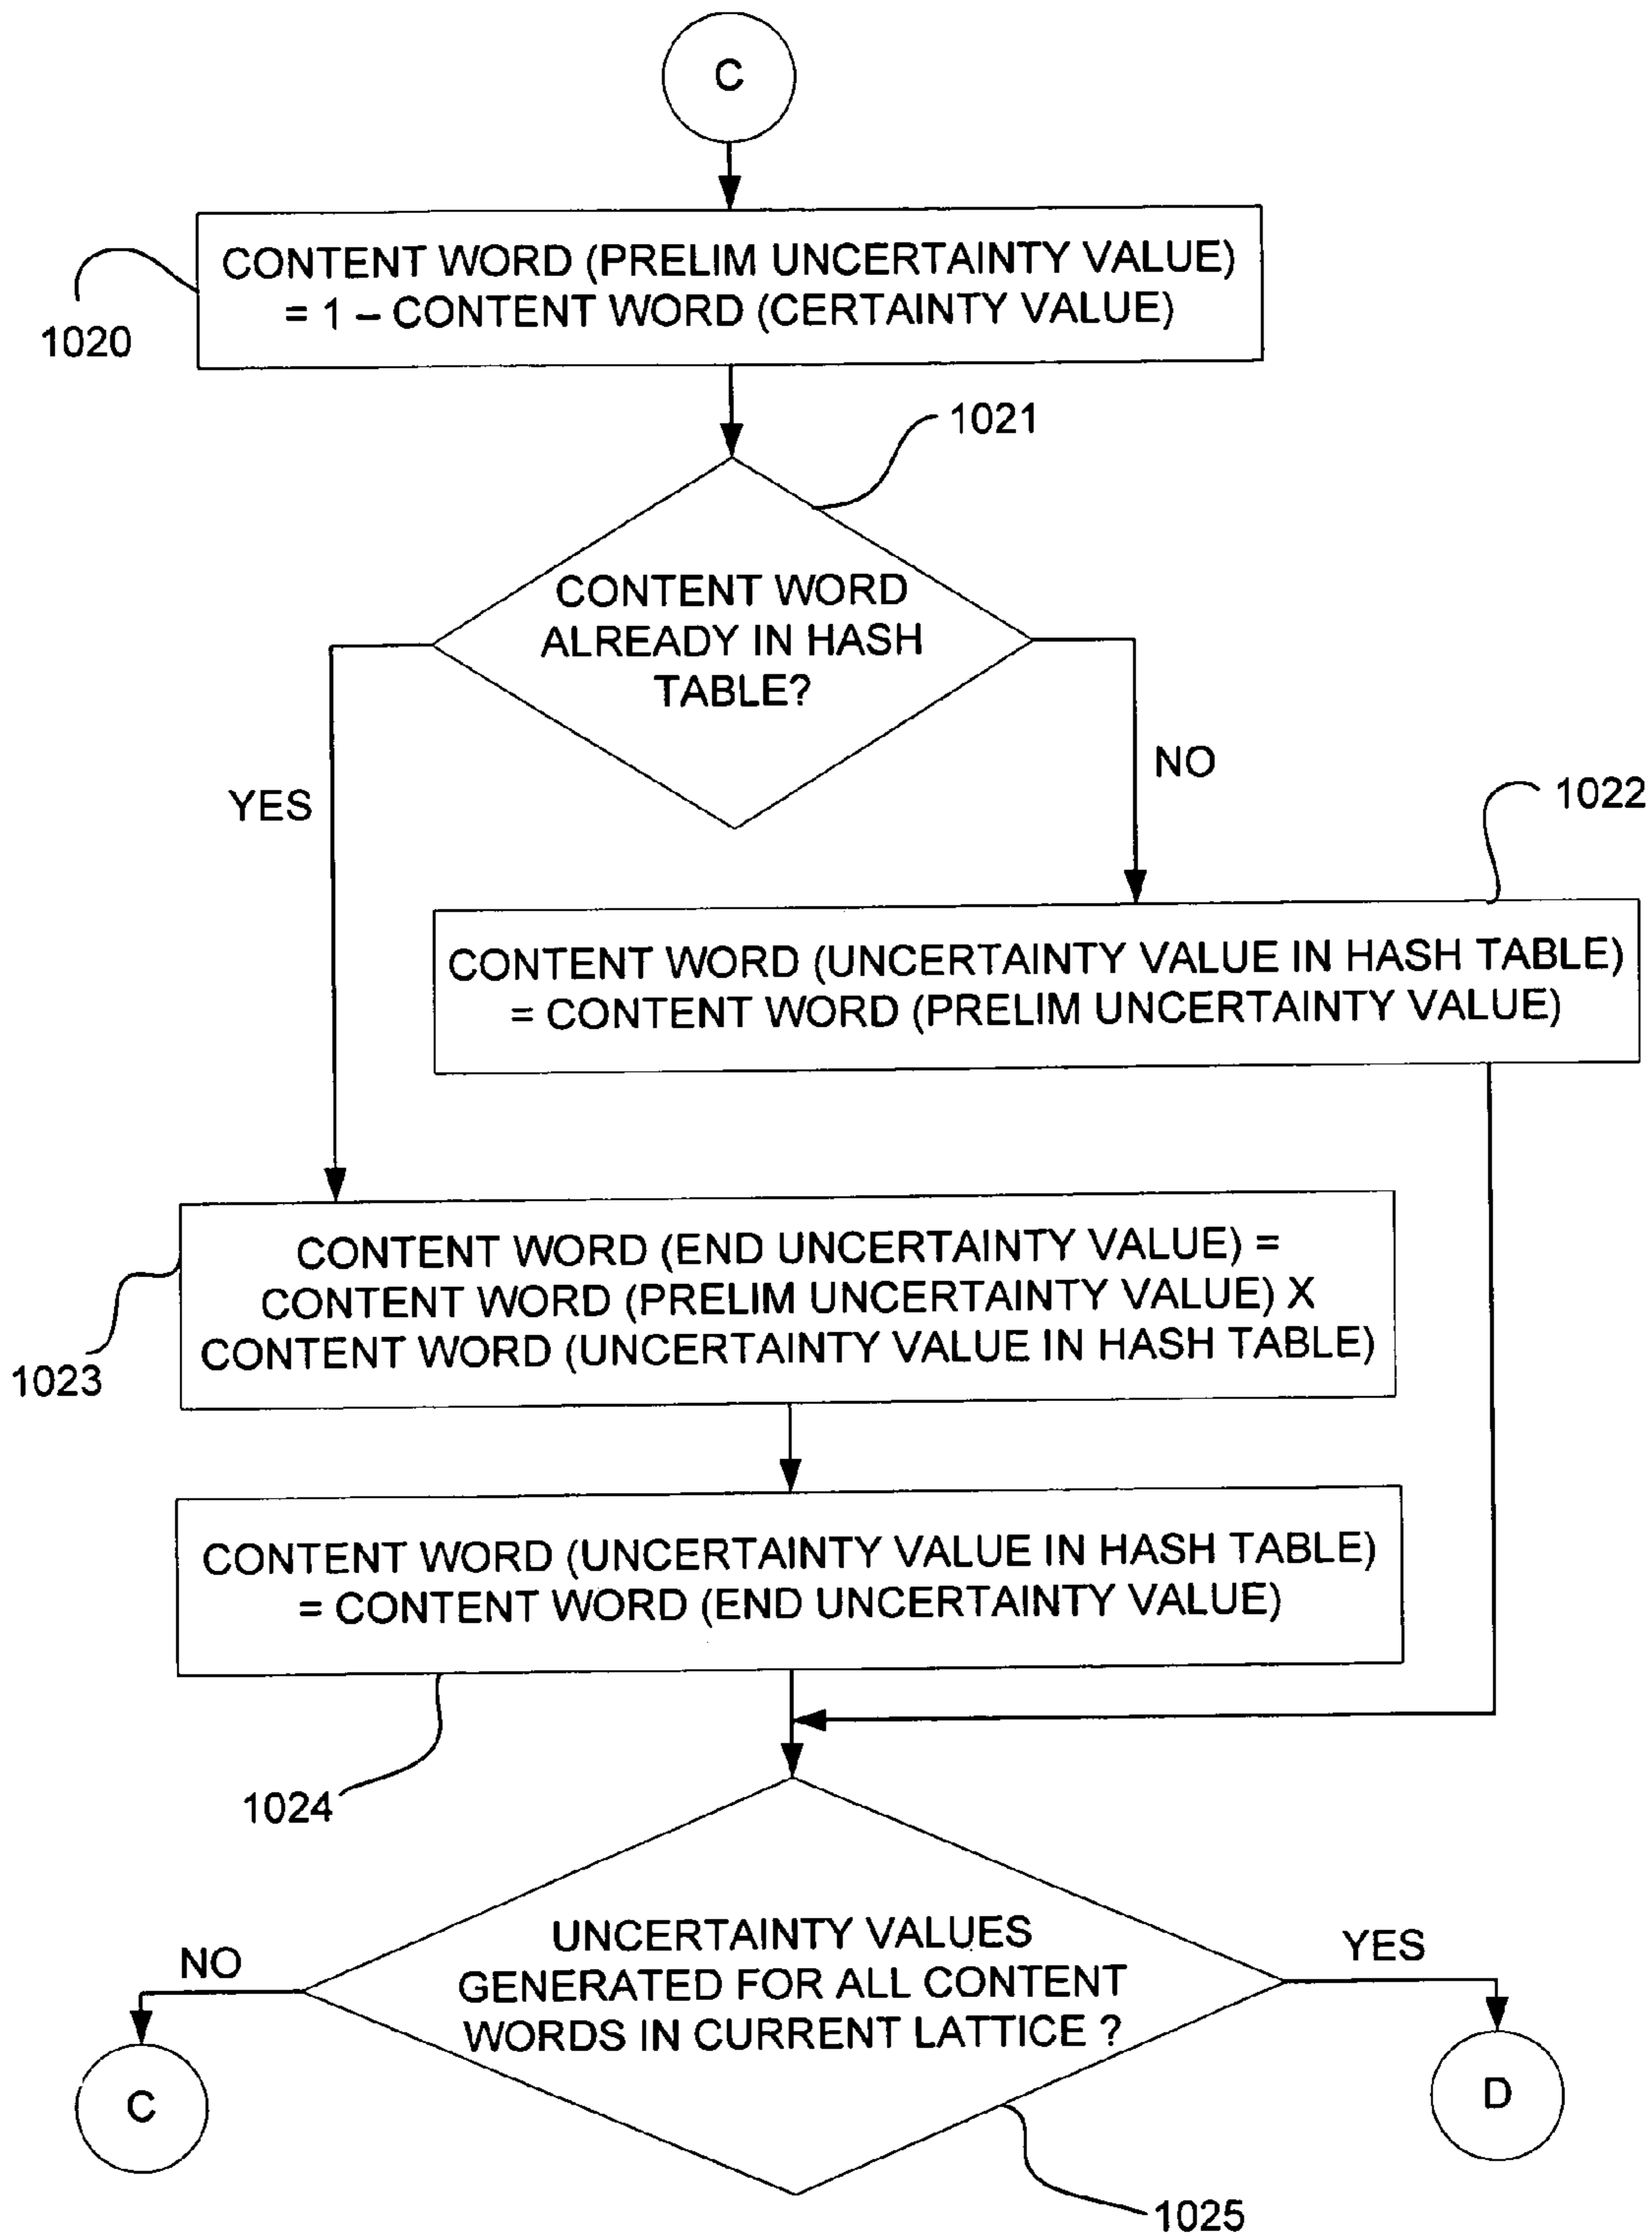 C
CONTENT WORD (PRELIM UNCERTAINTY VALUE)
= 1 – CONTENT WORD (CERTAINTY VALUE)
1020
1021
CONTENT WORD
ALREADY IN HASH
TABLE?
YES
NO
1022
CONTENT WORD (UNCERTAINTY VALUE IN HASH TABLE)
= CONTENT WORD (PRELIM UNCERTAINTY VALUE)
CONTENT WORD (END UNCERTAINTY VALUE) =
CONTENT WORD (PRELIM UNCERTAINTY VALUE) X
CONTENT WORD (UNCERTAINTY VALUE IN HASH TABLE)
1023
CONTENT WORD (UNCERTAINTY VALUE IN HASH TABLE)
= CONTENT WORD (END UNCERTAINTY VALUE)
1024
UNCERTAINTY VALUES
GENERATED FOR ALL CONTENT
WORDS IN CURRENT LATTICE ?
NO
YES
C
D
1025